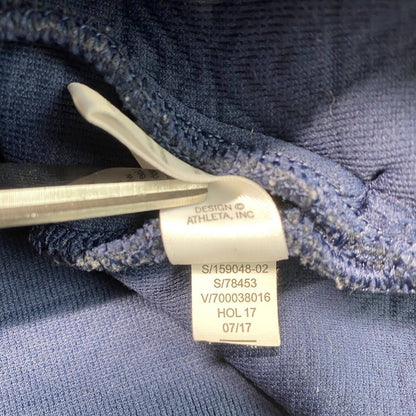 DESIGN ©
ATHLETA, INC
S/159048-02
S/78453
V/700038016
HOL 17
07/17